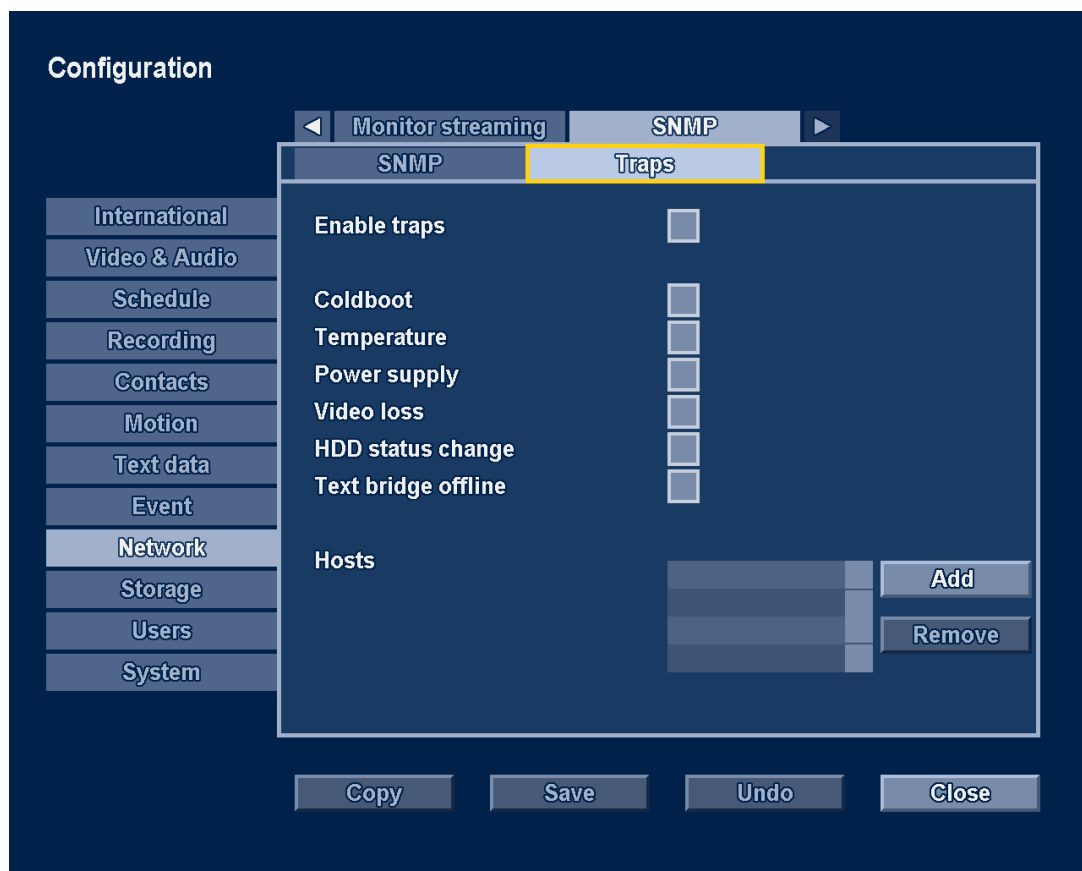 Configuration
Monitor streaming SNMP
SNMP Traps
International
Video & Audio
Schedule
Recording
Contacts
Motion
Text data
Event
Network
Storage
Users
System
Enable traps
Coldboot
Temperature
Power supply
Video loss
HDD status change
Text bridge offline
Hosts
Add
Remove
Copy Save Undo Close